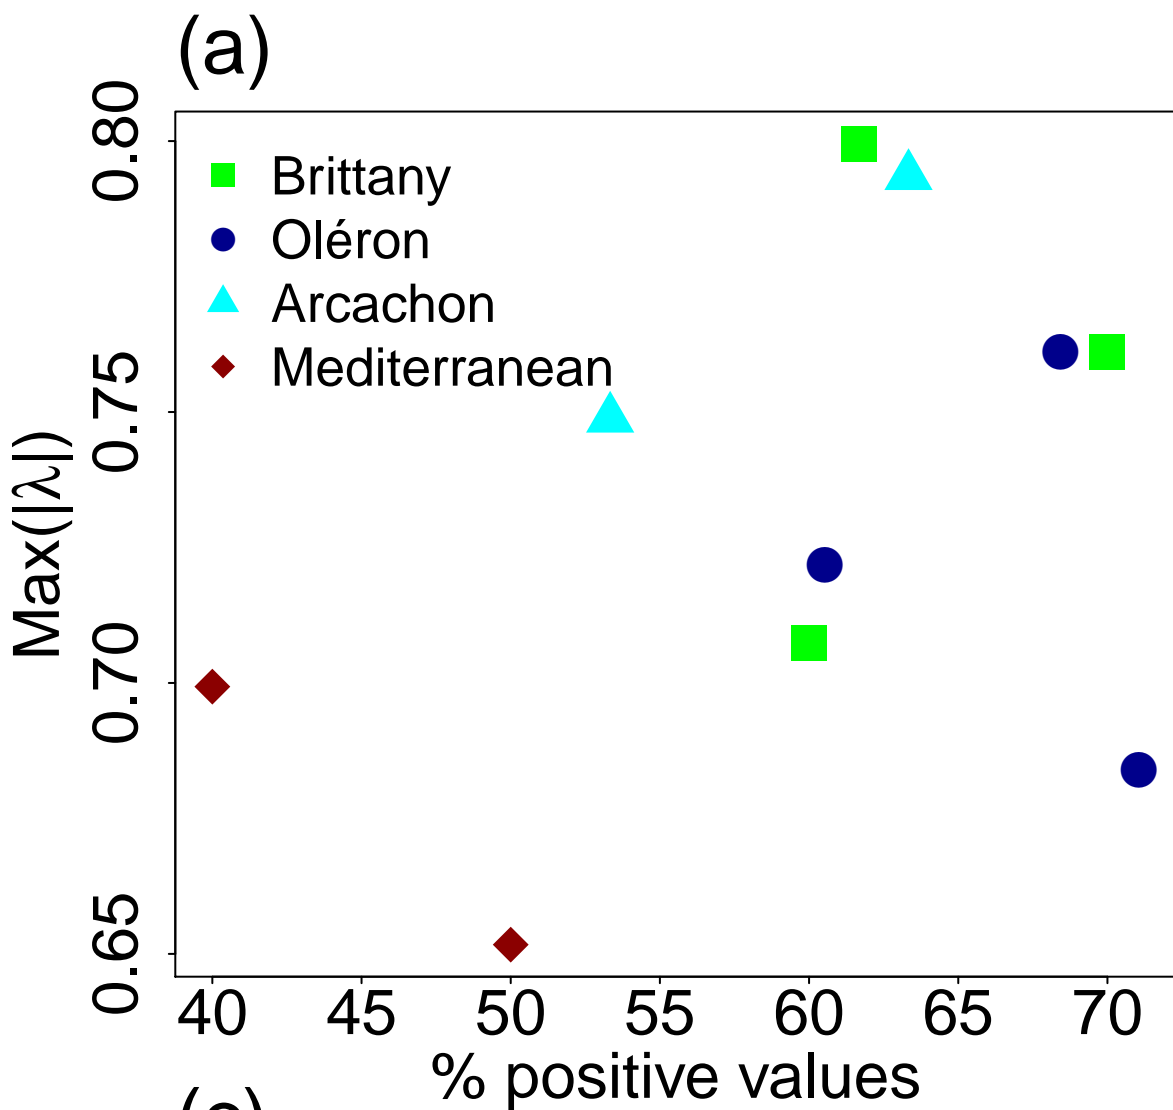 (a)
Brittany
Oléron
Arcachon
Mediterranean
Max(|λ|)
0.80
0.75
0.70
0.65
40 45 50 55 60 65 70
% positive values